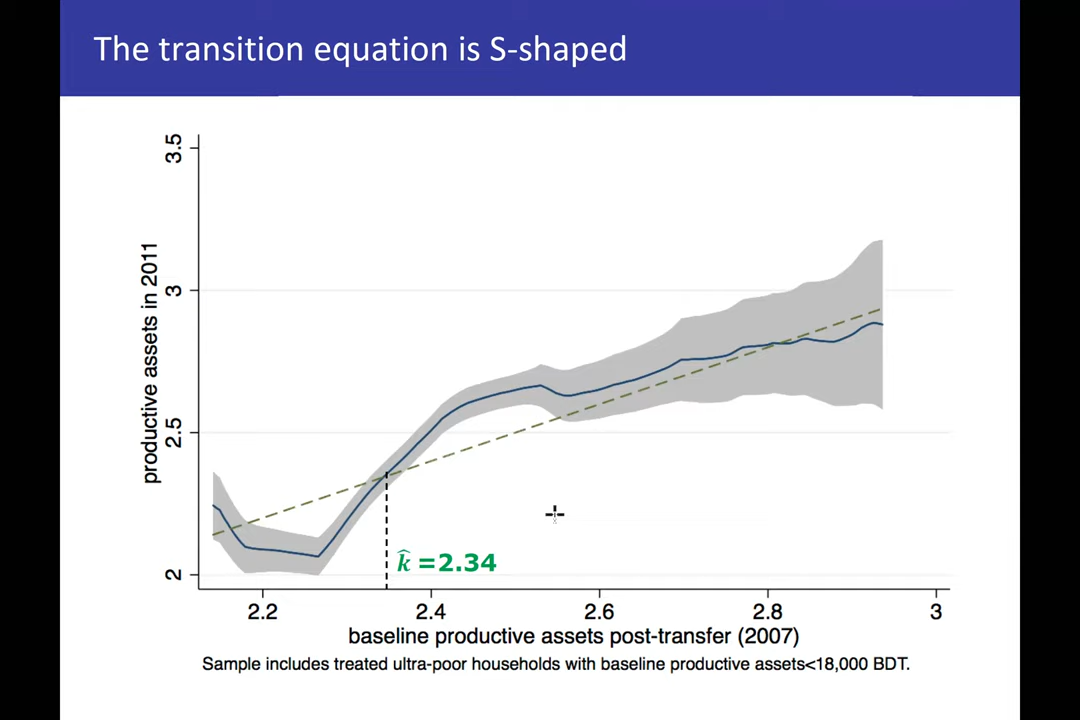 The transition equation is S-shaped
productive assets in 2011
3.5
3
2.5
2
k̂ =2.34
2.2 2.4 2.6 2.8 3
baseline productive assets post-transfer (2007)
Sample includes treated ultra-poor households with baseline productive assets<18,000 BDT.